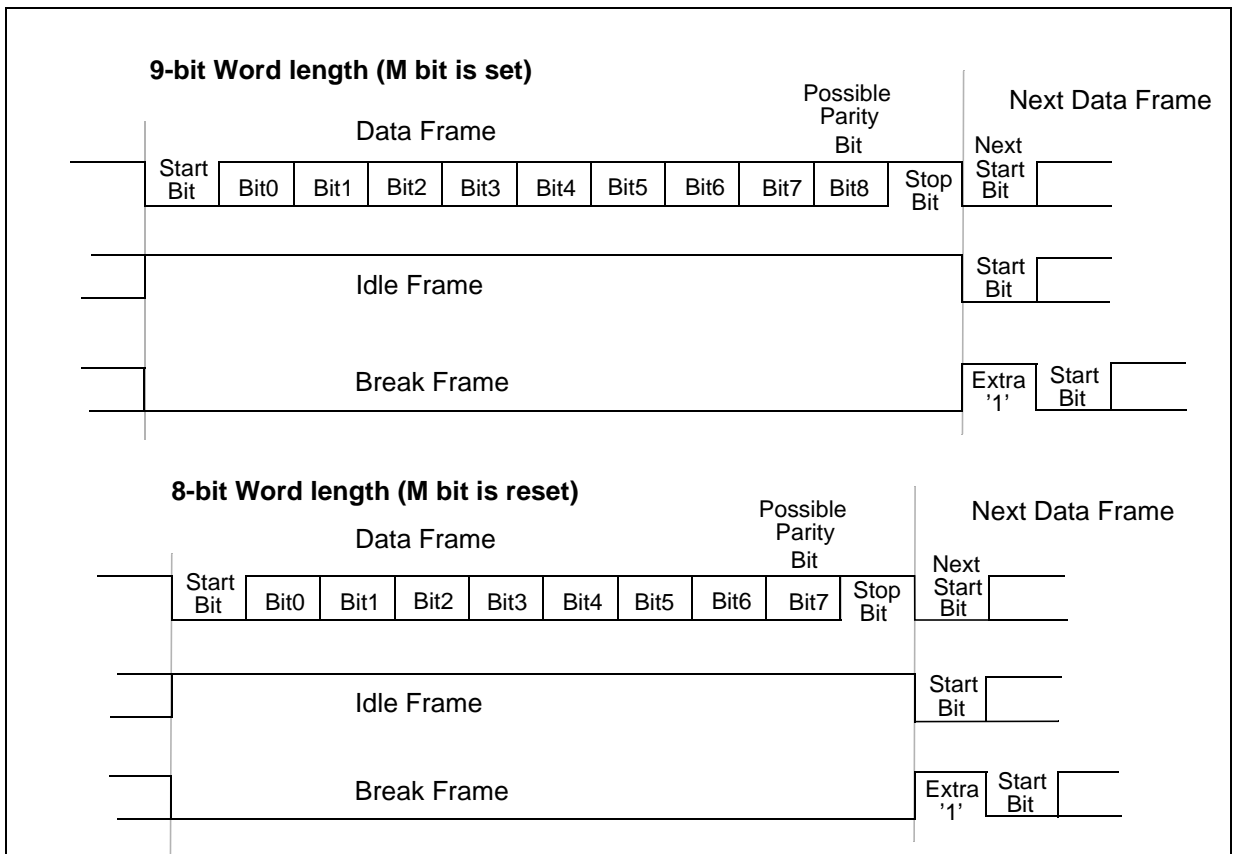 9-bit Word length (M bit is set)
Possible
Parity
Bit
Next Data Frame
Data Frame
Next
Start
Bit
Start
Bit
Bit0
Bit1
Bit2
Bit3
Bit4
Bit5
Bit6
Bit7
Bit8
Stop
Bit
Idle Frame
Start
Bit
Break Frame
Extra
'1'
Start
Bit
8-bit Word length (M bit is reset)
Possible
Parity
Bit
Next Data Frame
Data Frame
Next
Start
Bit
Start
Bit
Bit0
Bit1
Bit2
Bit3
Bit4
Bit5
Bit6
Bit7
Stop
Bit
Idle Frame
Start
Bit
Break Frame
Extra
'1'
Start
Bit